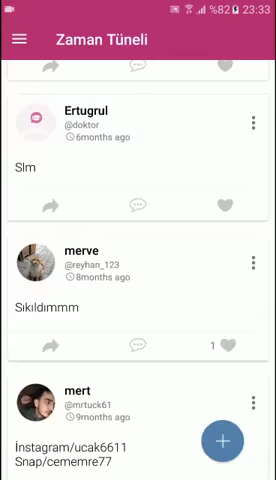 %82 23:33
Zaman Tüneli
Ertugrul
@doktor
6months ago
Slm
merve
@reyhan_123
8months ago
Sıkıldımmm
1
mert
@mrtuck61
9months ago
İnstagram/ucak6611
Snap/cememre77